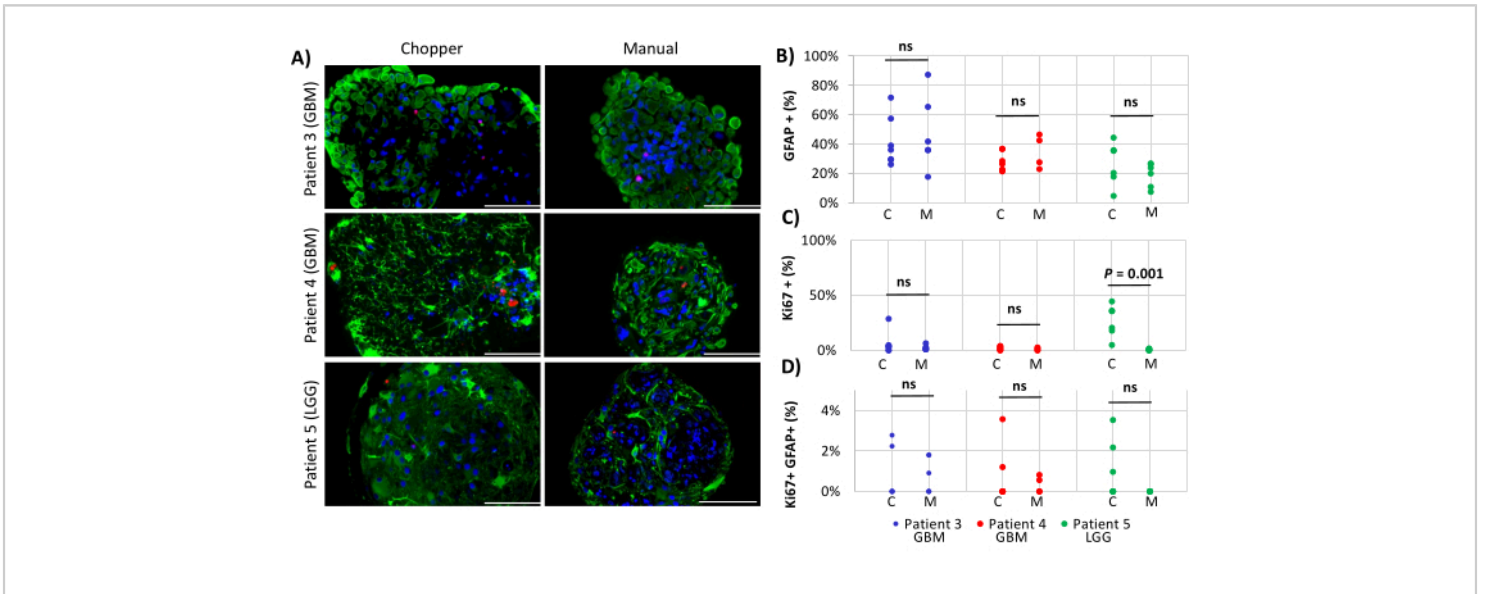 A)
Chopper
Manual
Patient 3 (GBM)
Patient 4 (GBM)
Patient 5 (LGG)
B)
GFAP + (%)
100%
80%
60%
40%
20%
0%
ns
ns
ns
C M C M C M
C)
Ki67 + (%)
100%
50%
0%
ns
ns
P = 0.001
C M C M C M
D)
Ki67+ GFAP+ (%)
4%
2%
0%
ns
ns
ns
C M C M C M
Patient 3 Patient 4 Patient 5
GBM GBM LGG